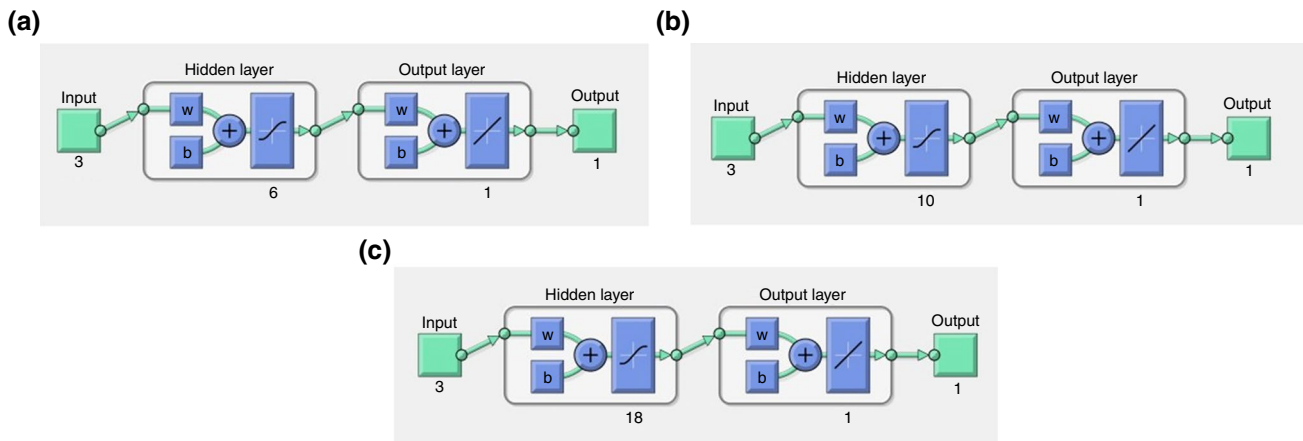 (a)
Hidden layer
Output layer
Input
Output
w
w
b
b
3
1
6
1
(b)
Hidden layer
Output layer
Input
Output
w
w
b
b
3
1
10
1
(c)
Hidden layer
Output layer
Input
Output
w
w
b
b
3
1
18
1